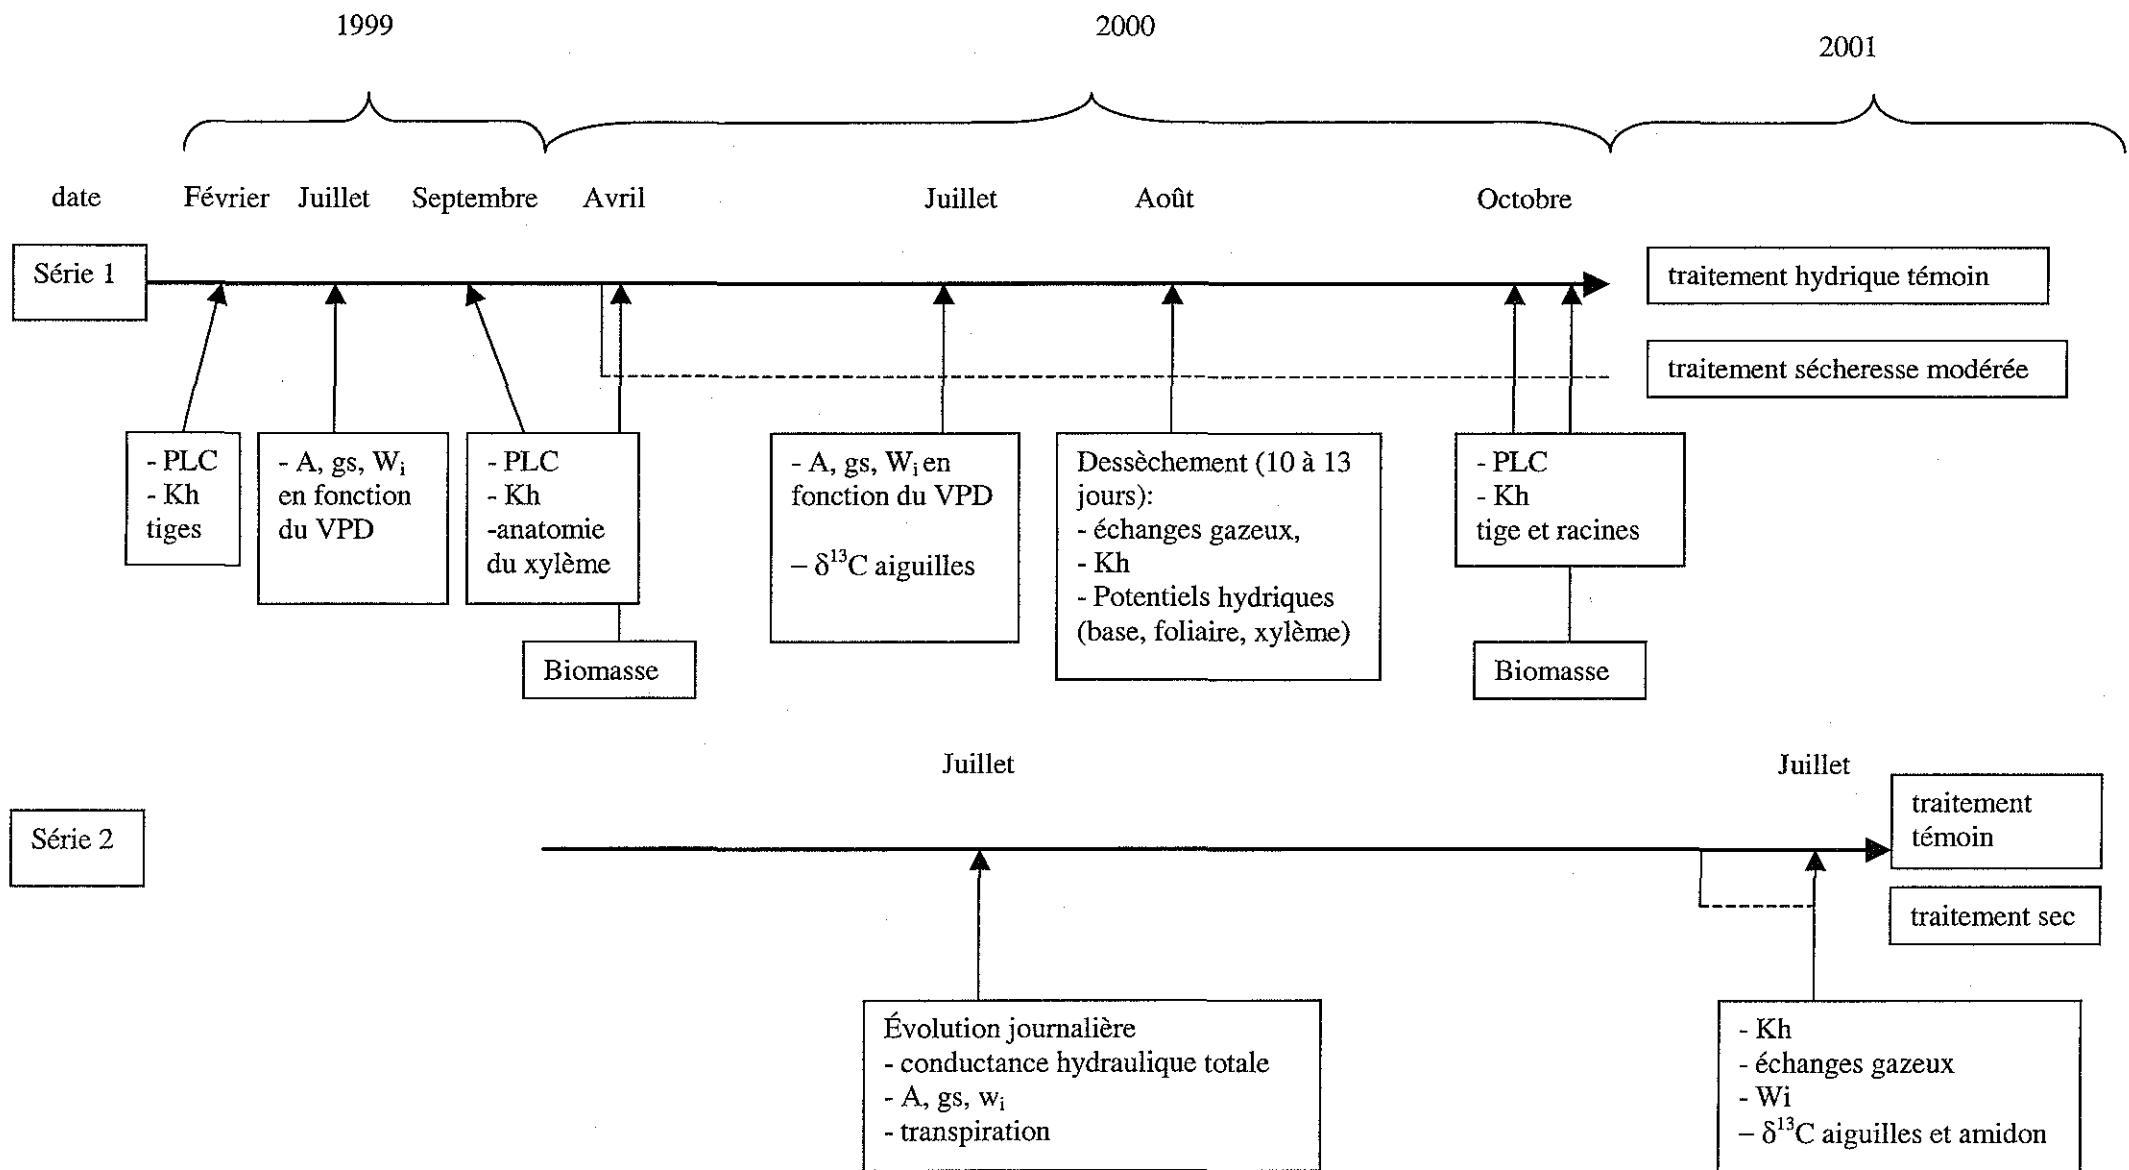 1999
2000
2001
date
Février
Juillet
Septembre
Avril
Juillet
Août
Octobre
Série 1
traitement hydrique témoin
traitement sécheresse modérée
- PLC
- Kh
tiges
- A, gs, Wi
en fonction
du VPD
- PLC
- Kh
-anatomie
du xylème
Biomasse
- A, gs, Wi en
fonction du VPD
– δ13C aiguilles
Dessèchement (10 à 13
jours):
- échanges gazeux,
- Kh
- Potentiels hydriques
(base, foliaire, xylème)
- PLC
- Kh
tige et racines
Biomasse
Juillet
Juillet
Série 2
traitement
témoin
traitement sec
Évolution journalière
- conductance hydraulique totale
- A, gs, wi
- transpiration
- Kh
- échanges gazeux
- Wi
– δ13C aiguilles et amidon